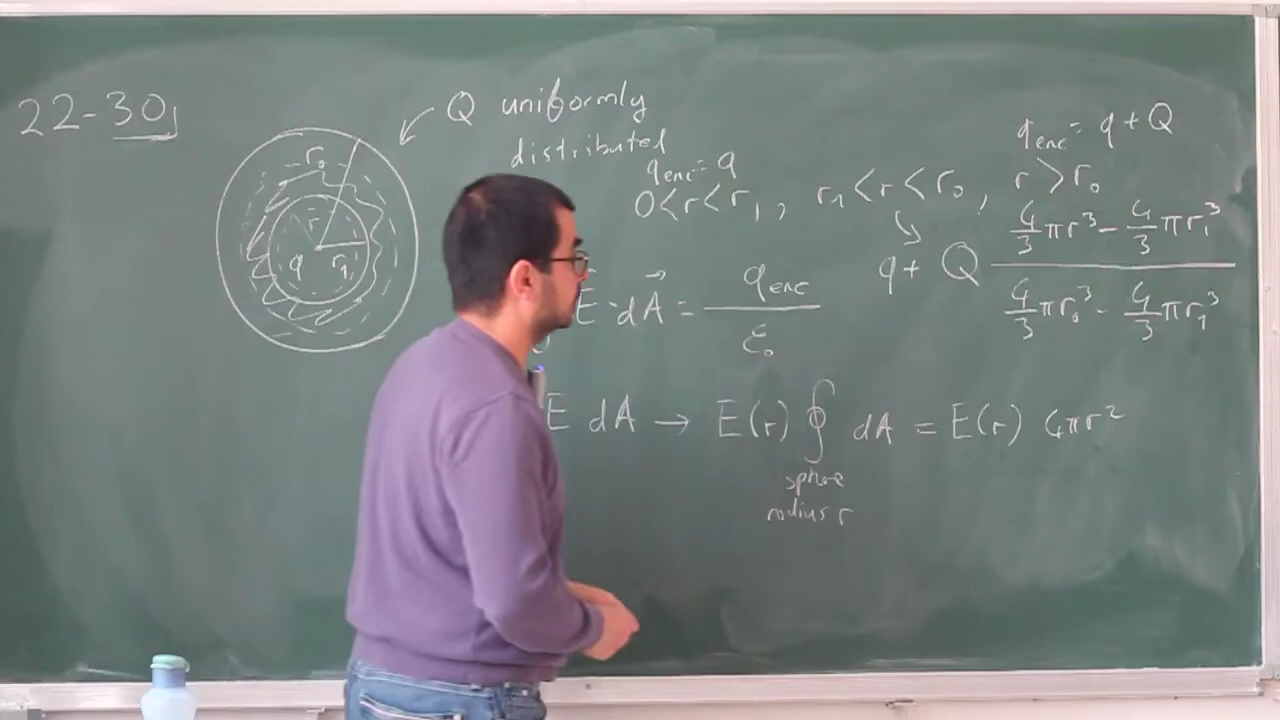 22-30
Q uniformly
distributed
r₀
r
q r₁
q_enc = q
0<r<r₁, r₁<r<r₀,
q_enc = q + Q
r>r₀
q + Q (4/3 πr³ - 4/3 πr₁³) / (4/3 πr₀³ - 4/3 πr₁³)
E⃗ · dA⃗ = q_enc / ε₀
E dA → E(r) ∮ dA = E(r) 4πr²
sphere
radius r